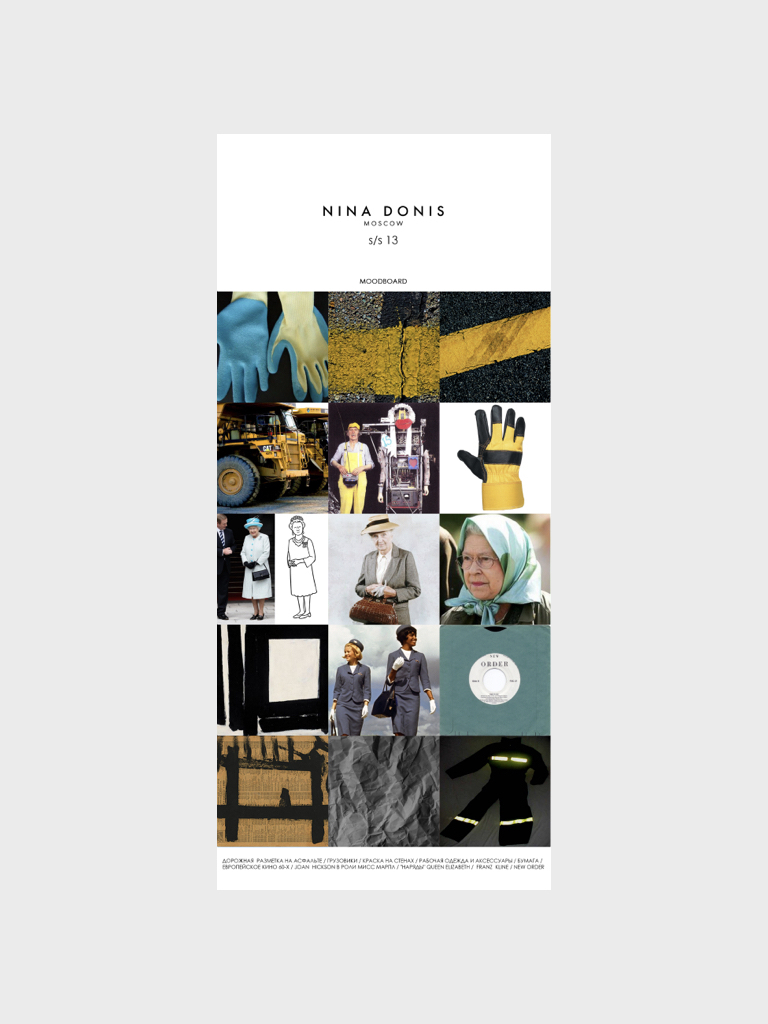 NINA DONIS
MOSCOW
s/s 13
MOODBOARD
CAT
NEW
ORDER
ДОРОЖНАЯ РАЗМЕТКА НА АСФАЛЬТЕ / ГРУЗОВИКИ / КРАСКА НА СТЕНАХ / РАБОЧАЯ ОДЕЖДА И АКСЕССУАРЫ / БУМАГА /
ЕВРОПЕЙСКОЕ КИНО 60-Х / JOAN HICKSON В РОЛИ МИСС МАРПЛ / "НАРЯДЫ" QUEEN ELIZABETH / FRANZ KLINE / NEW ORDER